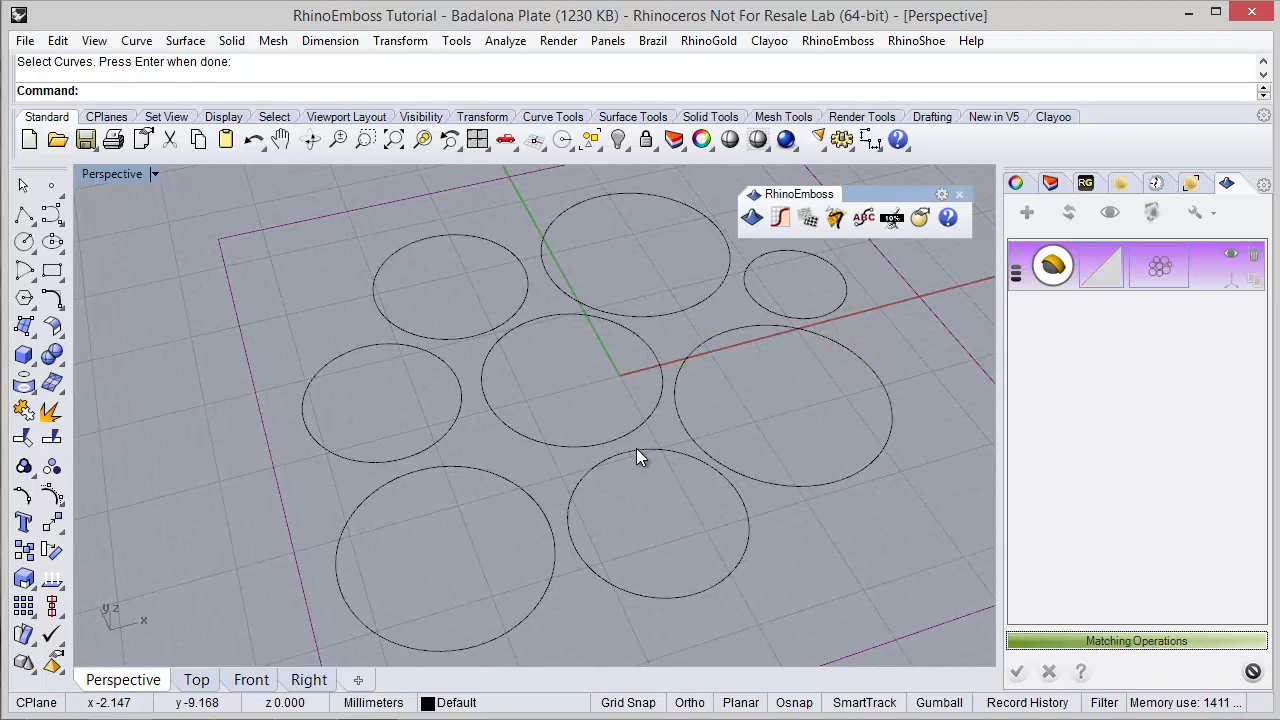 RhinoEmboss Tutorial - Badalona Plate (1230 KB) - Rhinoceros Not For Resale Lab (64-bit) - [Perspective]
File Edit View Curve Surface Solid Mesh Dimension Transform Tools Analyze Render Panels Brazil RhinoGold Clayoo RhinoEmboss RhinoShoe Help
Select Curves. Press Enter when done:
Command:
Standard CPlanes Set View Display Select Viewport Layout Visibility Transform Curve Tools Surface Tools Solid Tools Mesh Tools Render Tools Drafting New in V5 Clayoo
Perspective
RhinoEmboss
RG
ABC 10%
y z
x
Matching Operations
Perspective Top Front Right
CPlane x -2.147 y -9.168 z 0.000 Millimeters Default Grid Snap Ortho Planar Osnap SmartTrack Gumball Record History Filter Memory use: 1411 ...